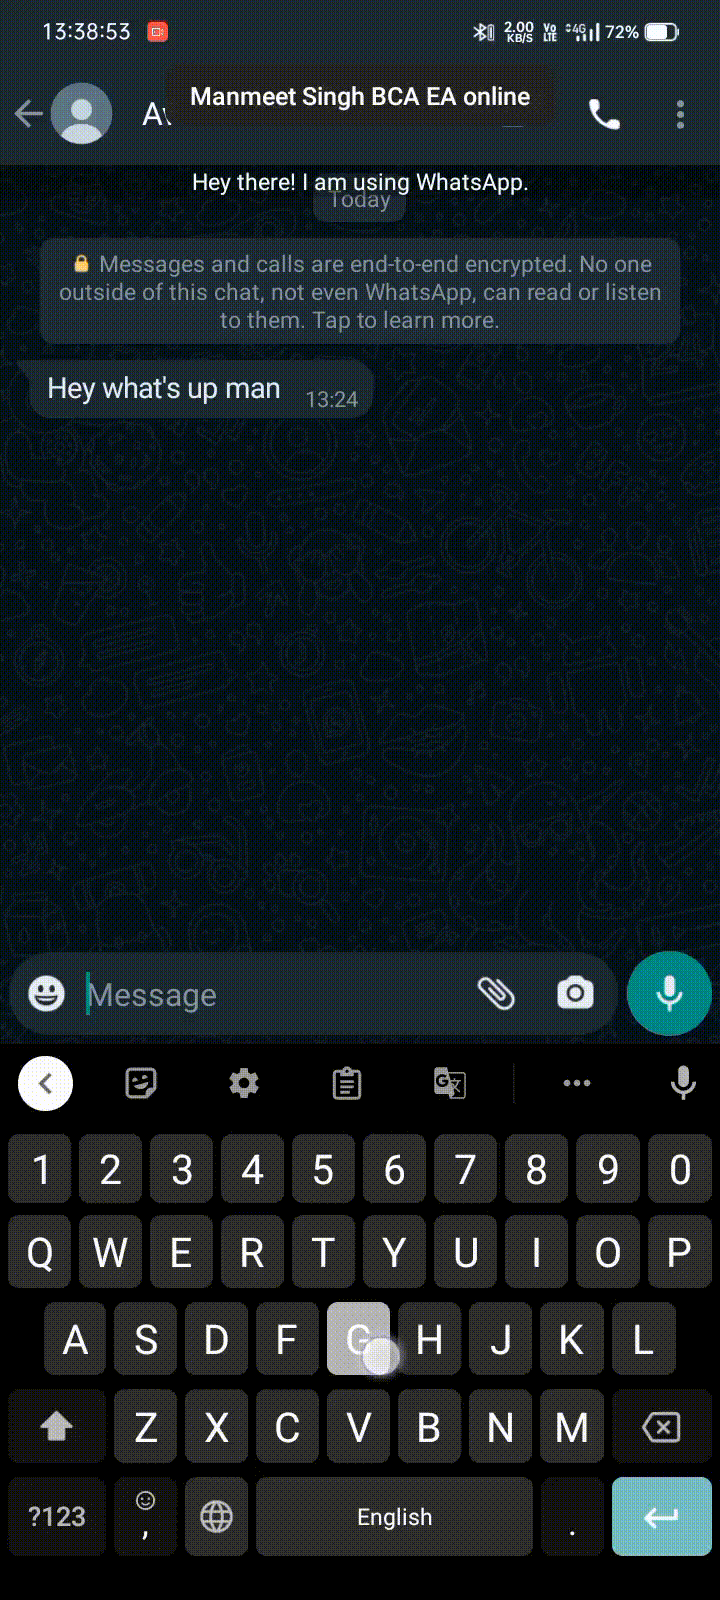 13:38:53 2.00 KB/S Vo LTE 4G 72%
Manmeet Singh BCA EA online
Hey there! I am using WhatsApp.
Today
Messages and calls are end-to-end encrypted. No one
outside of this chat, not even WhatsApp, can read or listen
to them. Tap to learn more.
Hey what's up man 13:24
Message
1 2 3 4 5 6 7 8 9 0
Q W E R T Y U I O P
A S D F G H J K L
Z X C V B N M
?123 , English .